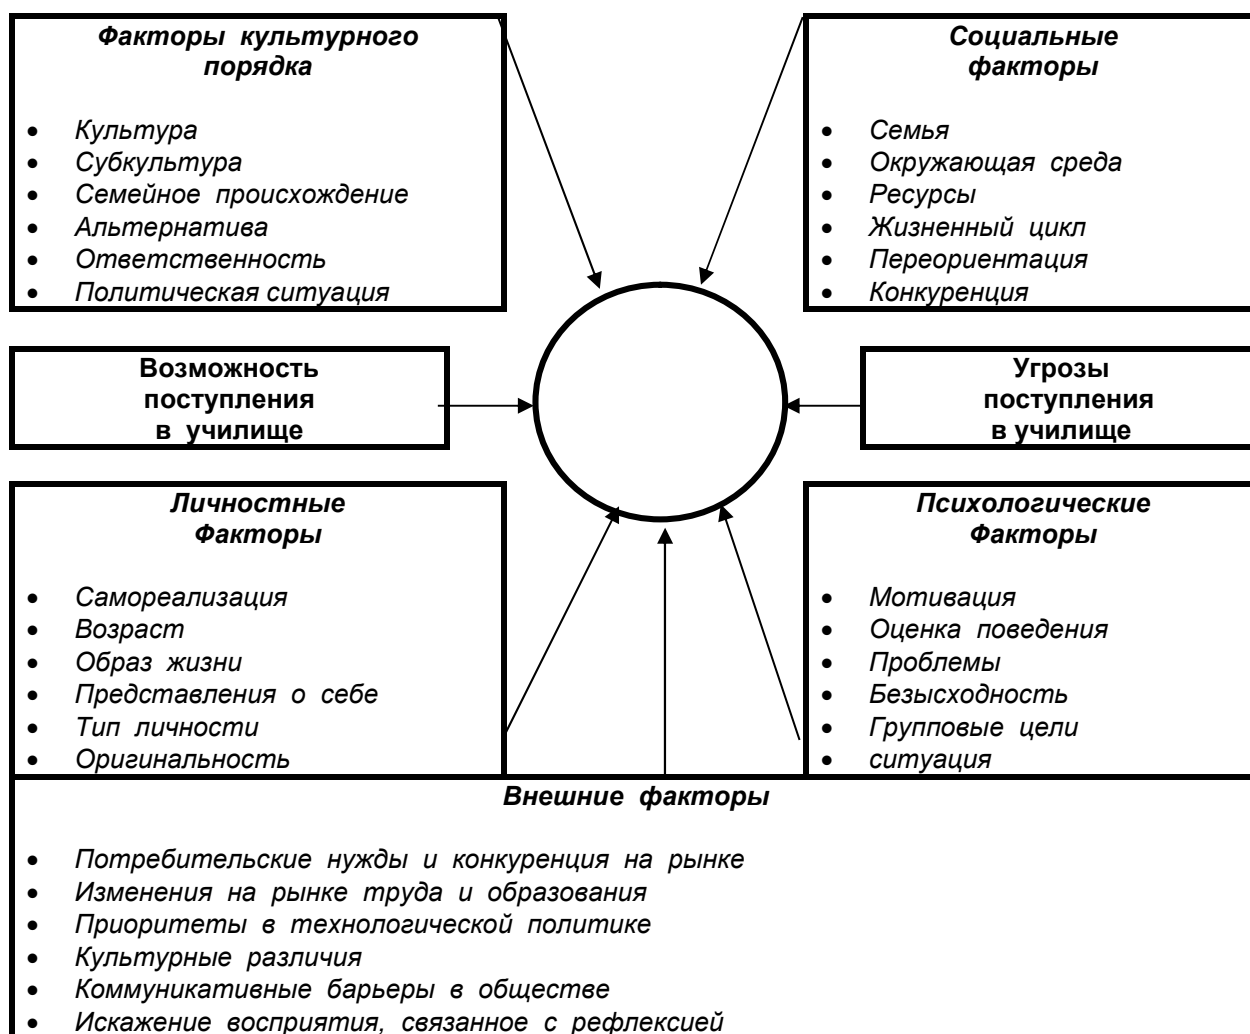 Факторы культурного
порядка
• Культура
• Субкультура
• Семейное происхождение
• Альтернатива
• Ответственность
• Политическая ситуация
Социальные
факторы
• Семья
• Окружающая среда
• Ресурсы
• Жизненный цикл
• Переориентация
• Конкуренция
Возможность
поступления
в училище
Угрозы
поступления
в училище
Личностные
Факторы
• Самореализация
• Возраст
• Образ жизни
• Представления о себе
• Тип личности
• Оригинальность
Психологические
Факторы
• Мотивация
• Оценка поведения
• Проблемы
• Безысходность
• Групповые цели
• ситуация
Внешние факторы
• Потребительские нужды и конкуренция на рынке
• Изменения на рынке труда и образования
• Приоритеты в технологической политике
• Культурные различия
• Коммуникативные барьеры в обществе
• Искажение восприятия, связанное с рефлексией